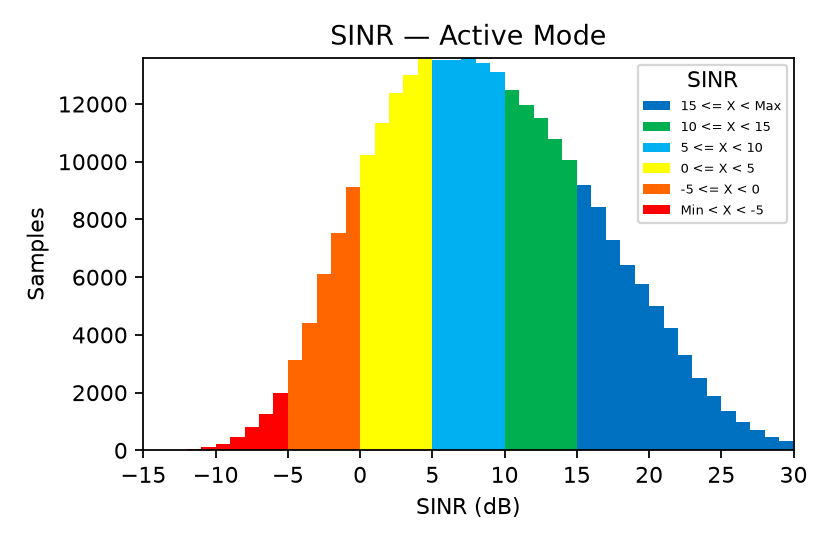 SINR — Active Mode
SINR
15 <= X < Max
10 <= X < 15
5 <= X < 10
0 <= X < 5
-5 <= X < 0
Min < X < -5
12000
10000
8000
6000
4000
2000
0
Samples
−15 −10 −5 0 5 10 15 20 25 30
SINR (dB)